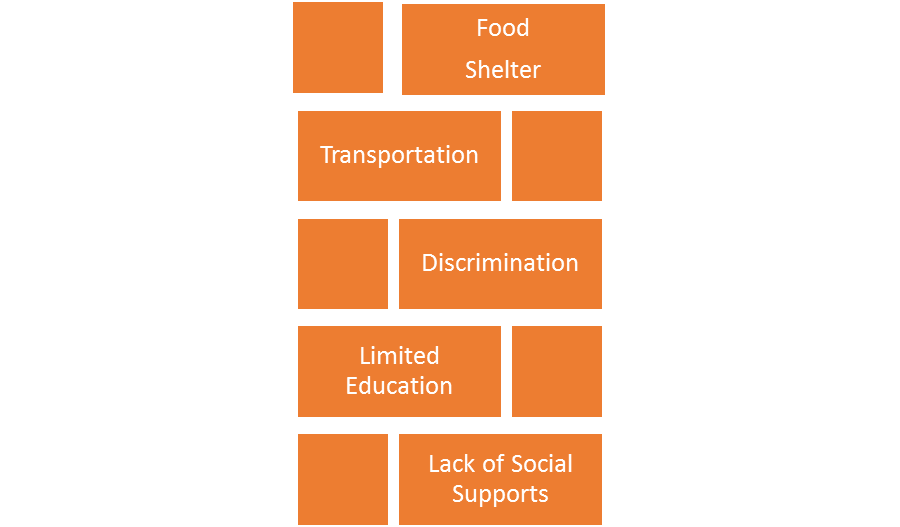 Food
Shelter
Transportation
Discrimination
Limited
Education
Lack of Social
Supports